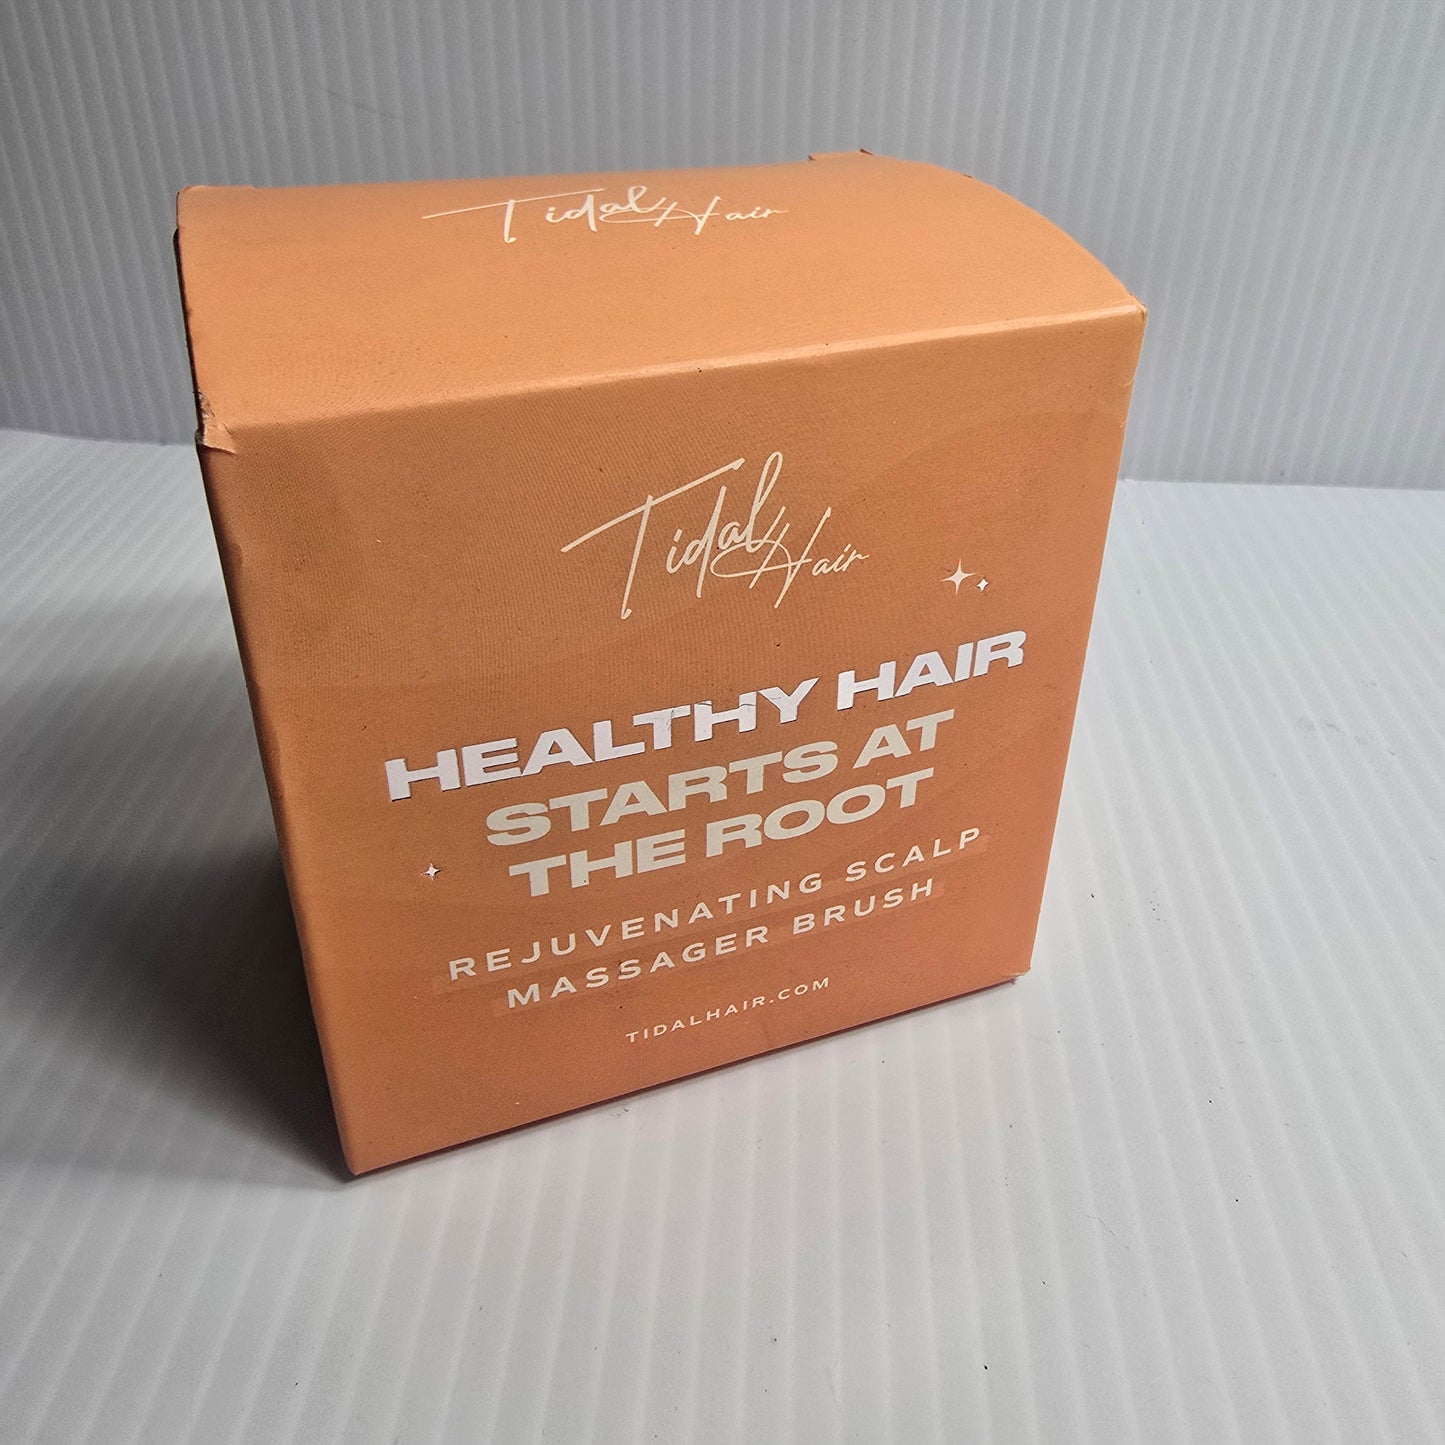 Tidal Hair
Tidal Hair
HEALTHY HAIR
STARTS AT
THE ROOT
REJUVENATING SCALP
MASSAGER BRUSH
TIDALHAIR.COM